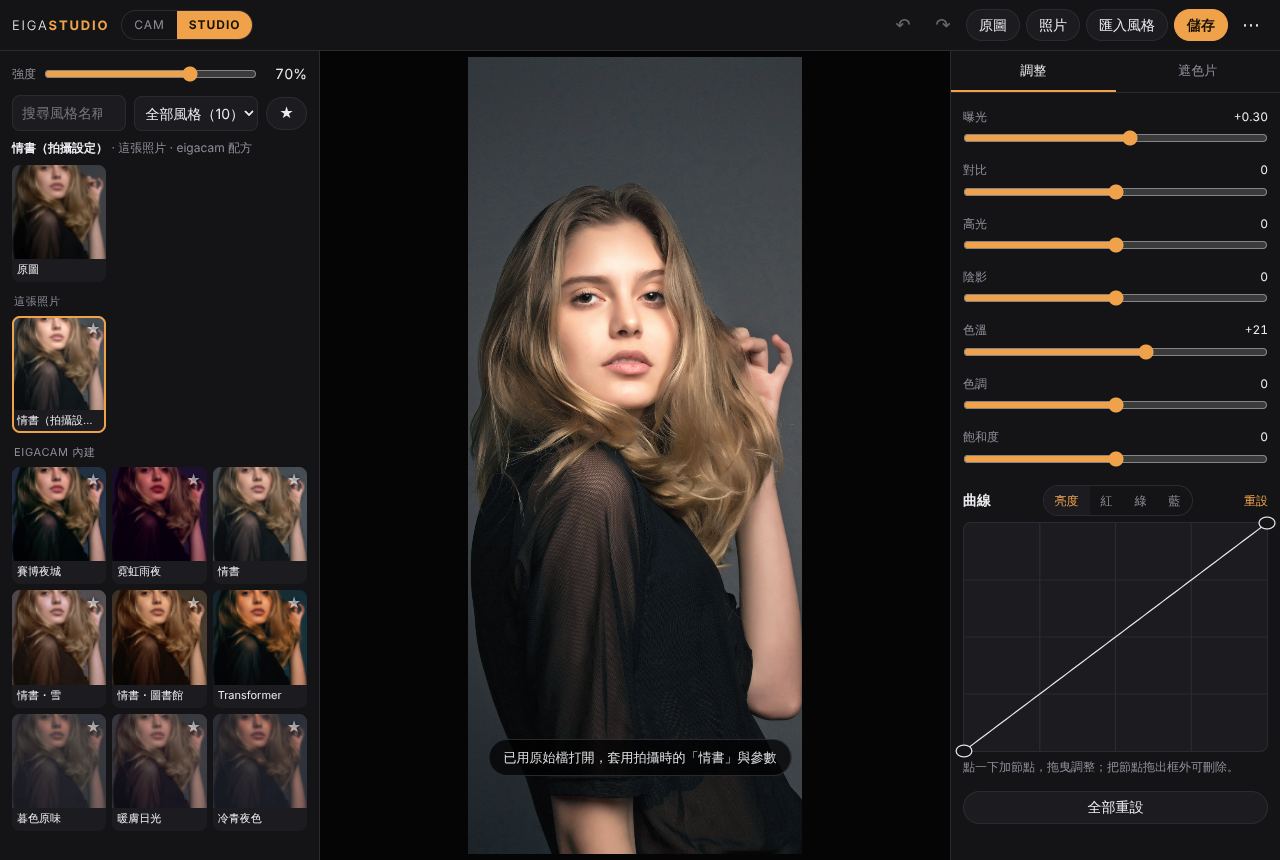 EIGASTUDIO CAM STUDIO ↶ ↷ 原圖 照片 匯入風格 儲存 ⋯
強度 70%
搜尋風格名稱 全部風格（10） ★
情書（拍攝設定） · 這張照片 · eigacam 配方
原圖
這張照片
情書（拍攝設...
EIGACAM 內建
賽博夜城 霓虹雨夜 情書
情書・雪 情書・圖書館 Transformer
暮色原味 暖膚日光 冷青夜色
已用原始檔打開，套用拍攝時的「情書」與參數
調整 遮色片
曝光 +0.30
對比 0
高光 0
陰影 0
色溫 +21
色調 0
飽和度 0
曲線 亮度 紅 綠 藍 重設
點一下加節點，拖曳調整；把節點拖出框外可刪除。
全部重設